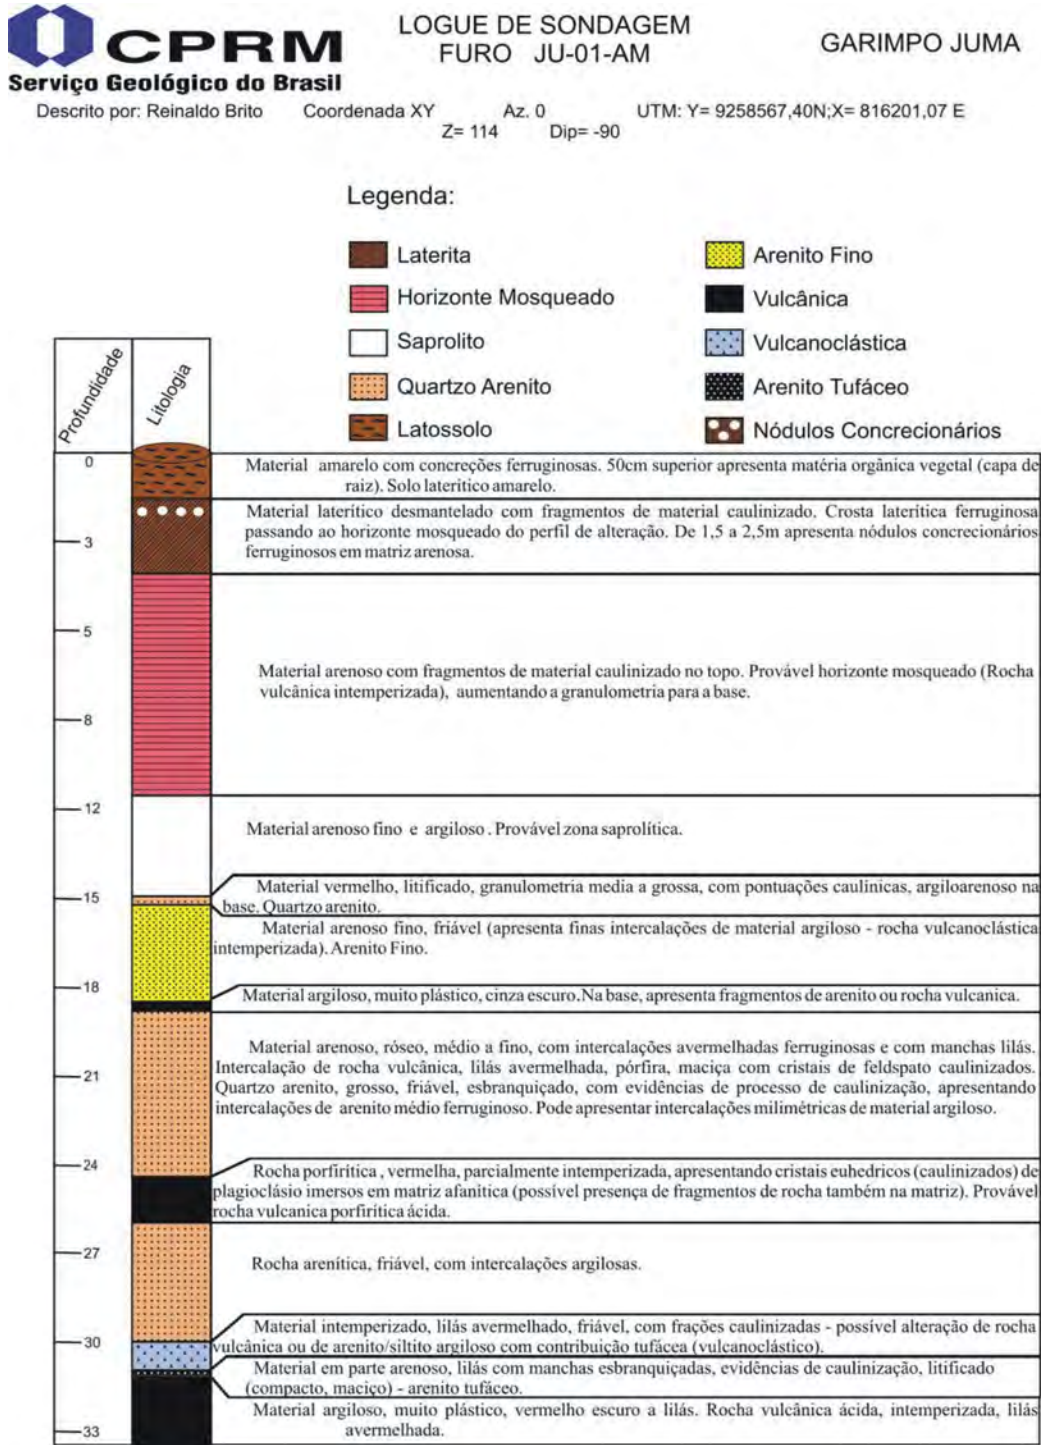 CPRM
Serviço Geológico do Brasil
LOGUE DE SONDAGEM
FURO JU-01-AM
GARIMPO JUMA
Descrito por: Reinaldo Brito Coordenada XY Az. 0 UTM: Y= 9258567,40N;X= 816201,07 E
Z= 114 Dip= -90
Legenda:
Laterita
Horizonte Mosqueado
Saprolito
Quartzo Arenito
Latossolo
Arenito Fino
Vulcânica
Vulcanoclástica
Arenito Tufáceo
Nódulos Concrecionários
Profundidade
Litologia
0
Material amarelo com concreções ferruginosas. 50cm superior apresenta matéria orgânica vegetal (capa de
raiz). Solo laterítico amarelo.
Material laterítico desmantelado com fragmentos de material caulinizado. Crosta laterítica ferruginosa
passando ao horizonte mosqueado do perfil de alteração. De 1,5 a 2,5m apresenta nódulos concrecionários
ferruginosos em matriz arenosa.
3
5
Material arenoso com fragmentos de material caulinizado no topo. Provável horizonte mosqueado (Rocha
vulcânica intemperizada), aumentando a granulometria para a base.
8
12
Material arenoso fino e argiloso . Provável zona saprolítica.
Material vermelho, litificado, granulometria media a grossa, com pontuações caulínicas, argiloarenoso na
base. Quartzo arenito.
15
Material arenoso fino, friável (apresenta finas intercalações de material argiloso - rocha vulcanoclástica
intemperizada). Arenito Fino.
18
Material argiloso, muito plástico, cinza escuro.Na base, apresenta fragmentos de arenito ou rocha vulcanica.
Material arenoso, róseo, médio a fino, com intercalações avermelhadas ferruginosas e com manchas lilás.
Intercalação de rocha vulcânica, lilás avermelhada, pórfira, maciça com cristais de feldspato caulinizados.
Quartzo arenito, grosso, friável, esbranquiçado, com evidências de processo de caulinização, apresentando
intercalações de arenito médio ferruginoso. Pode apresentar intercalações milimétricas de material argiloso.
21
24
Rocha porfirítica , vermelha, parcialmente intemperizada, apresentando cristais euhedricos (caulinizados) de
plagioclásio imersos em matriz afanítica (possível presença de fragmentos de rocha também na matriz). Provável
rocha vulcanica porfirítica ácida.
27
Rocha arenítica, friável, com intercalações argilosas.
Material intemperizado, lilás avermelhado, friável, com frações caulinizadas - possível alteração de rocha
vulcânica ou de arenito/siltito argiloso com contribuição tufácea (vulcanoclástico).
30
Material em parte arenoso, lilás com manchas esbranquiçadas, evidências de caulinização, litificado
(compacto, maciço) - arenito tufáceo.
Material argiloso, muito plástico, vermelho escuro a lilás. Rocha vulcânica ácida, intemperizada, lilás
avermelhada.
33